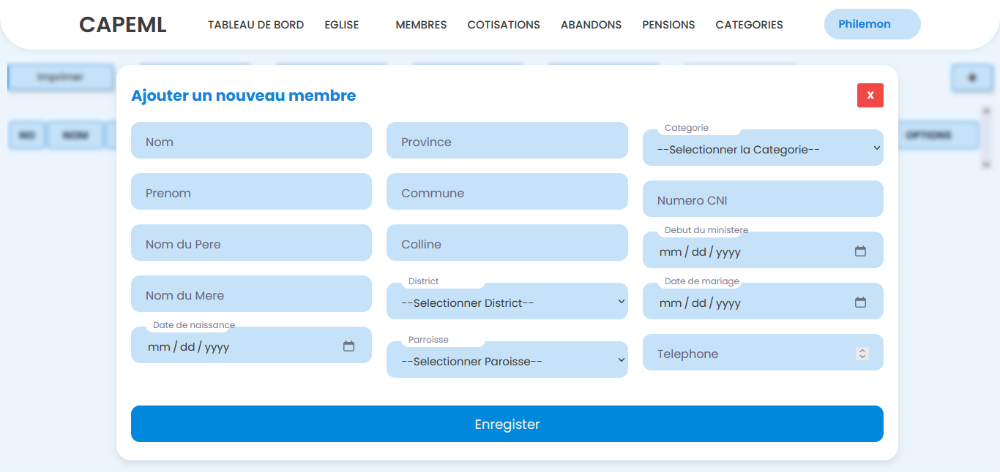 CAPEML
TABLEAU DE BORD
EGLISE
MEMBRES
COTISATIONS
ABANDONS
PENSIONS
CATEGORIES
Philemon
Imprimer
NO
NOM
OPTIONS
Ajouter un nouveau membre
X
Nom
Prenom
Nom du Pere
Nom du Mere
Date de naissance
mm / dd / yyyy
Province
Commune
Colline
District
--Selectionner District--
Parroisse
--Selectionner Paroisse--
Categorie
--Selectionner la Categorie--
Numero CNI
Debut du ministere
mm / dd / yyyy
Date de mariage
mm / dd / yyyy
Telephone
Enregister